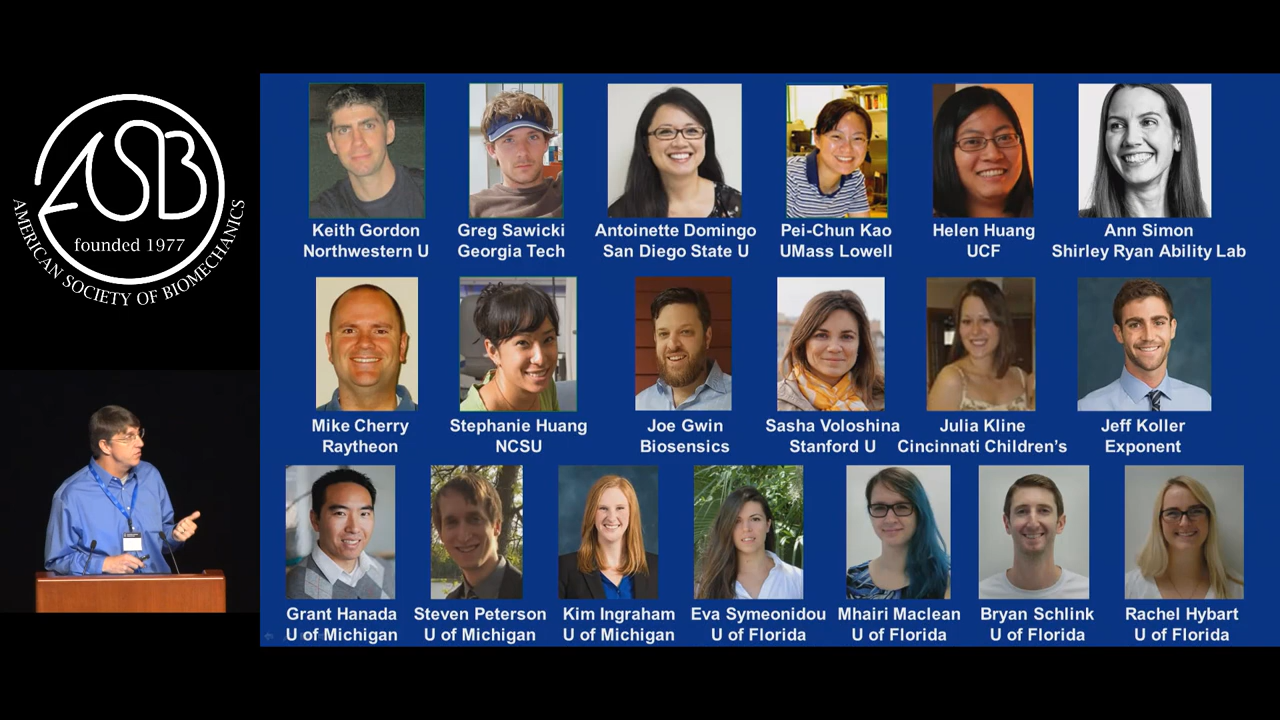 ASB
founded 1977
AMERICAN SOCIETY OF BIOMECHANICS
Keith Gordon
Northwestern U
Greg Sawicki
Georgia Tech
Antoinette Domingo
San Diego State U
Pei-Chun Kao
UMass Lowell
Helen Huang
UCF
Ann Simon
Shirley Ryan Ability Lab
Mike Cherry
Raytheon
Stephanie Huang
NCSU
Joe Gwin
Biosensics
Sasha Voloshina
Stanford U
Julia Kline
Cincinnati Children's
Jeff Koller
Exponent
Grant Hanada
U of Michigan
Steven Peterson
U of Michigan
Kim Ingraham
U of Michigan
Eva Symeonidou
U of Florida
Mhairi Maclean
U of Florida
Bryan Schlink
U of Florida
Rachel Hybart
U of Florida